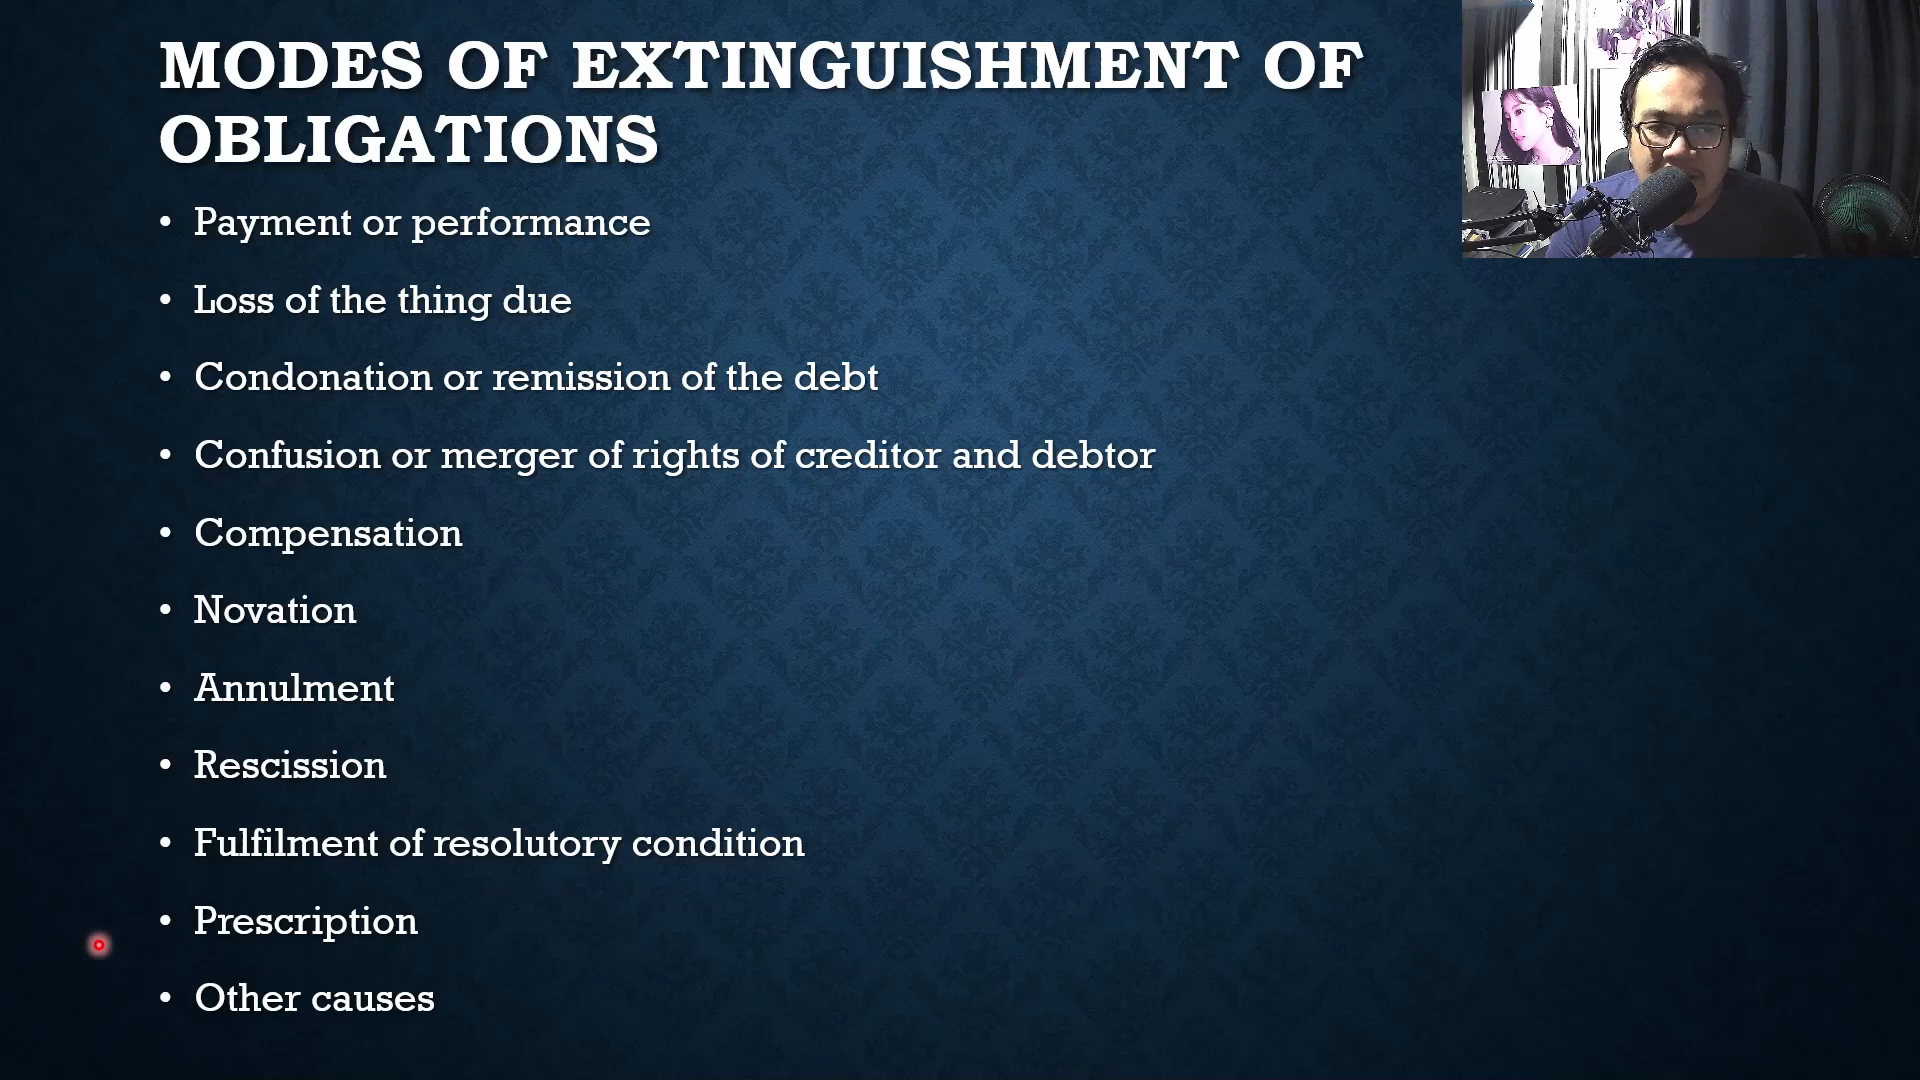 MODES OF EXTINGUISHMENT OF
OBLIGATIONS
• Payment or performance
• Loss of the thing due
• Condonation or remission of the debt
• Confusion or merger of rights of creditor and debtor
• Compensation
• Novation
• Annulment
• Rescission
• Fulfilment of resolutory condition
• Prescription
• Other causes